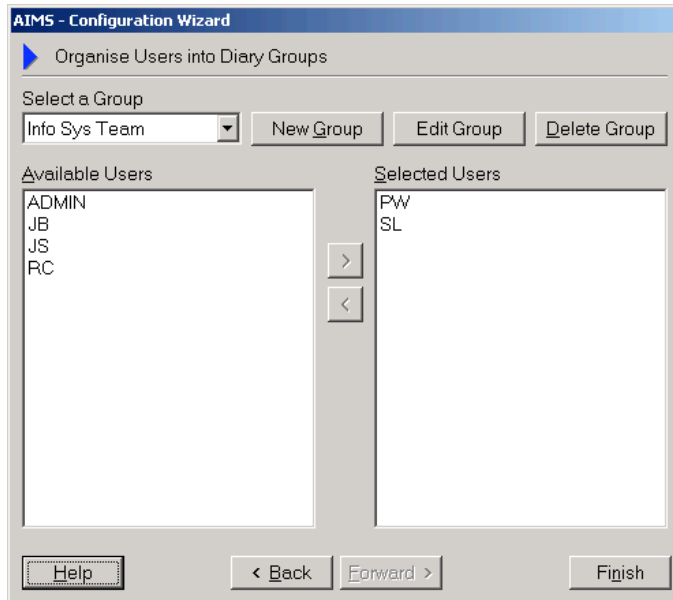 AIMS - Configuration Wizard
Organise Users into Diary Groups
Select a Group
Info Sys Team
New Group
Edit Group
Delete Group
Available Users
Selected Users
ADMIN
JB
JS
RC
PW
SL
>
<
Help
< Back
Forward >
Finish